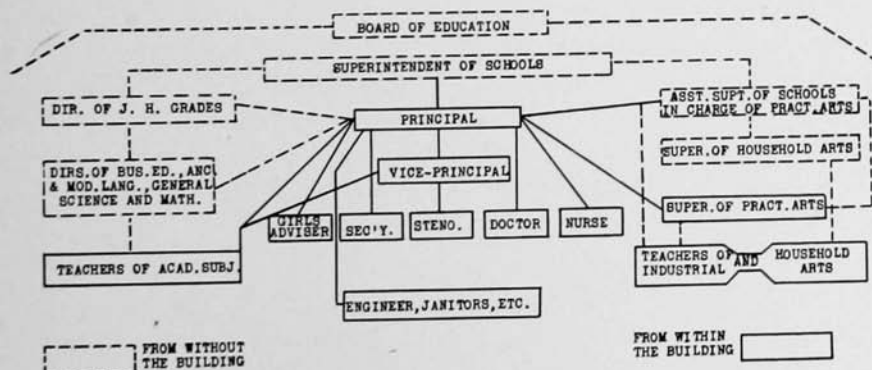 BOARD OF EDUCATION
SUPERINTENDENT OF SCHOOLS
DIR. OF J. H. GRADES
PRINCIPAL
ASST.SUPT.OF SCHOOLS
IN CHARGE OF PRACT.ARTS
DIRS.OF BUS.ED.,ANC.
& MOD.LANG.,GENERAL
SCIENCE AND MATH.
VICE-PRINCIPAL
SUPER.OF HOUSEHOLD ARTS
GIRLS
ADVISER
SEC'Y.
STENO.
DOCTOR
NURSE
SUPER.OF PRACT.ARTS
TEACHERS OF ACAD.SUBJ.
TEACHERS OF
INDUSTRIAL
AND
HOUSEHOLD
ARTS
ENGINEER,JANITORS,ETC.
FROM WITHOUT
THE BUILDING
FROM WITHIN
THE BUILDING